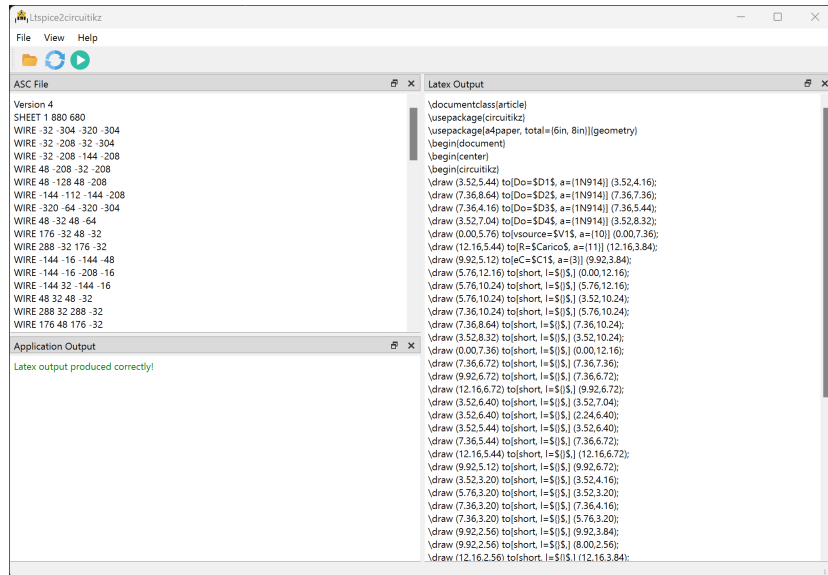 Ltspice2circuitikz
File View Help
ASC File
Version 4
SHEET 1 880 680
WIRE -32 -304 -320 -304
WIRE -32 -208 -32 -304
WIRE -32 -208 -144 -208
WIRE 48 -208 -32 -208
WIRE 48 -128 48 -208
WIRE -144 -112 -144 -208
WIRE -320 -64 -320 -304
WIRE 48 -32 48 -64
WIRE 176 -32 48 -32
WIRE 288 -32 176 -32
WIRE -144 -16 -144 -48
WIRE -144 -16 -208 -16
WIRE -144 32 -144 -16
WIRE 48 32 48 -32
WIRE 288 32 288 -32
WIRE 176 48 176 -32
Application Output
Latex output produced correctly!
Latex Output
\documentclass{article}
\usepackage{circuitikz}
\usepackage[a4paper, total={6in, 8in}]{geometry}
\begin{document}
\begin{center}
\begin{circuitikz}
\draw (3.52,5.44) to[Do=$D1$, a={1N914}] (3.52,4.16);
\draw (7.36,8.64) to[Do=$D2$, a={1N914}] (7.36,7.36);
\draw (7.36,4.16) to[Do=$D3$, a={1N914}] (7.36,5.44);
\draw (3.52,7.04) to[Do=$D4$, a={1N914}] (3.52,8.32);
\draw (0.00,5.76) to[vsource=$V1$, a={10}] (0.00,7.36);
\draw (12.16,5.44) to[R=$Carico$, a={11}] (12.16,3.84);
\draw (9.92,5.12) to[eC=$C1$, a={3}] (9.92,3.84);
\draw (5.76,12.16) to[short, l=${}$,] (0.00,12.16);
\draw (5.76,10.24) to[short, l=${}$,] (5.76,12.16);
\draw (5.76,10.24) to[short, l=${}$,] (3.52,10.24);
\draw (7.36,10.24) to[short, l=${}$,] (5.76,10.24);
\draw (7.36,8.64) to[short, l=${}$,] (7.36,10.24);
\draw (3.52,8.32) to[short, l=${}$,] (3.52,10.24);
\draw (0.00,7.36) to[short, l=${}$,] (0.00,12.16);
\draw (7.36,6.72) to[short, l=${}$,] (7.36,7.36);
\draw (9.92,6.72) to[short, l=${}$,] (7.36,6.72);
\draw (12.16,6.72) to[short, l=${}$,] (9.92,6.72);
\draw (3.52,6.40) to[short, l=${}$,] (3.52,7.04);
\draw (3.52,6.40) to[short, l=${}$,] (2.24,6.40);
\draw (3.52,5.44) to[short, l=${}$,] (3.52,6.40);
\draw (7.36,5.44) to[short, l=${}$,] (7.36,6.72);
\draw (12.16,5.44) to[short, l=${}$,] (12.16,6.72);
\draw (9.92,5.12) to[short, l=${}$,] (9.92,6.72);
\draw (3.52,3.20) to[short, l=${}$,] (3.52,4.16);
\draw (5.76,3.20) to[short, l=${}$,] (3.52,3.20);
\draw (7.36,3.20) to[short, l=${}$,] (7.36,4.16);
\draw (7.36,3.20) to[short, l=${}$,] (5.76,3.20);
\draw (9.92,2.56) to[short, l=${}$,] (9.92,3.84);
\draw (9.92,2.56) to[short, l=${}$,] (8.00,2.56);
\draw (12.16,2.56) to[short, l=${}$,] (12.16,3.84);